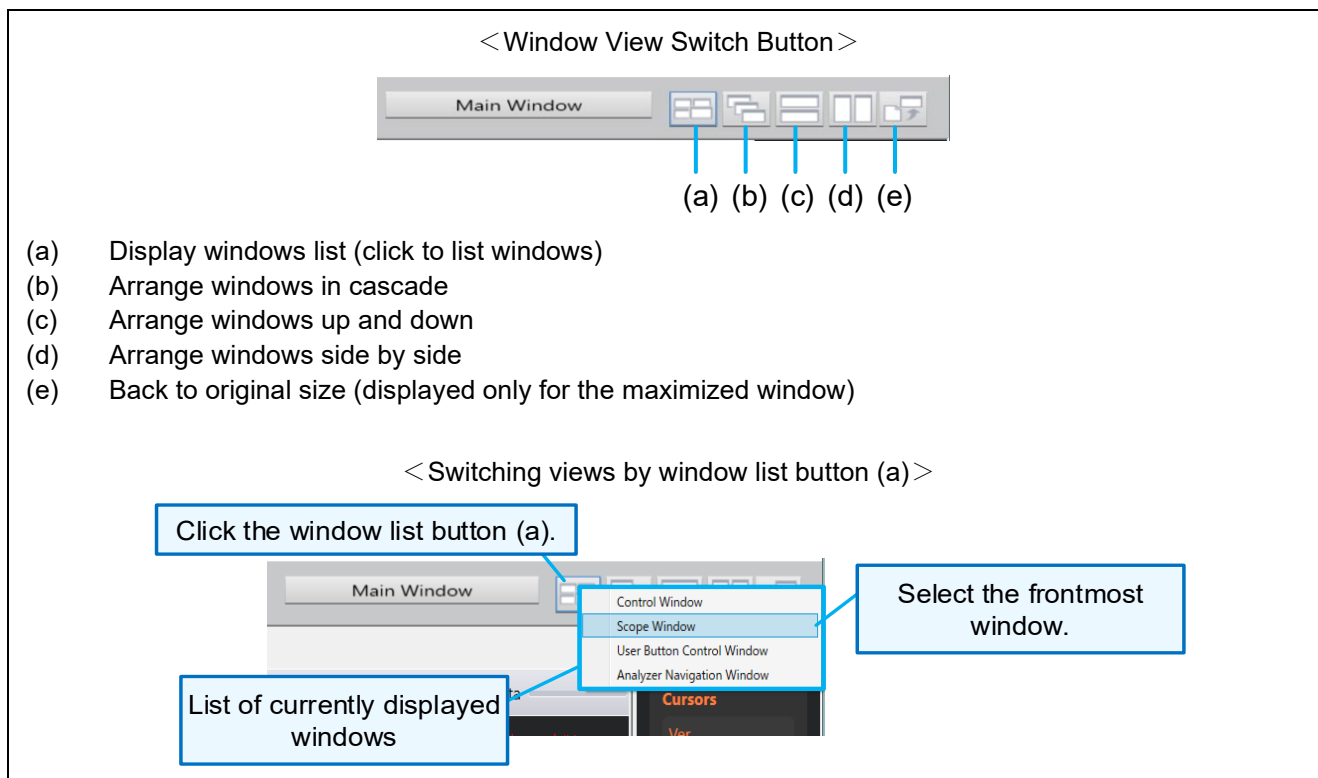 ＜Window View Switch Button＞
Main Window
(a) (b) (c) (d) (e)
(a) Display windows list (click to list windows)
(b) Arrange windows in cascade
(c) Arrange windows up and down
(d) Arrange windows side by side
(e) Back to original size (displayed only for the maximized window)
＜Switching views by window list button (a)＞
Click the window list button (a).
Main Window
Control Window
Scope Window
User Button Control Window
Analyzer Navigation Window
Select the frontmost
window.
List of currently displayed
windows
ta
Cursors
Ver